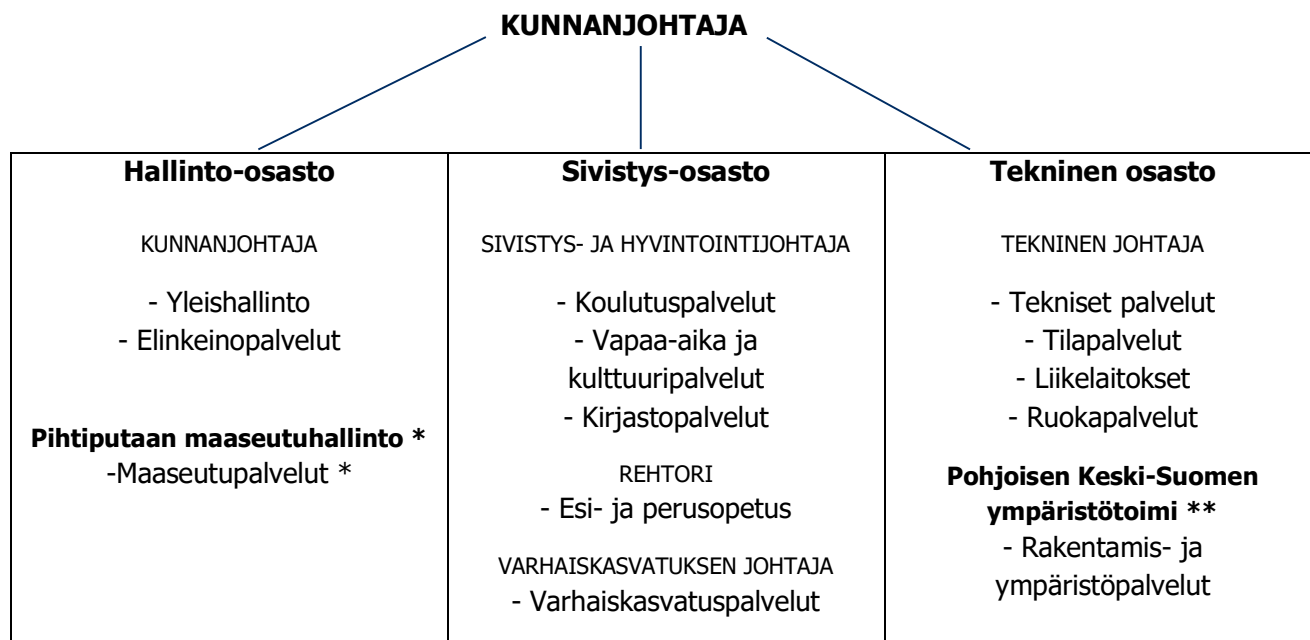 KUNNANJOHTAJA
Hallinto-osasto
KUNNANJOHTAJA
- Yleishallinto
- Elinkeinopalvelut
Pihtiputaan maaseutuhallinto *
-Maaseutupalvelut *
Sivistys-osasto
SIVISTYS- JA HYVINTOINTIJOHTAJA
- Koulutuspalvelut
- Vapaa-aika ja
kulttuuripalvelut
- Kirjastopalvelut
REHTORI
- Esi- ja perusopetus
VARHAISKASVATUKSEN JOHTAJA
- Varhaiskasvatuspalvelut
Tekninen osasto
TEKNINEN JOHTAJA
- Tekniset palvelut
- Tilapalvelut
- Liikelaitokset
- Ruokapalvelut
Pohjoisen Keski-Suomen
ympäristötoimi **
- Rakentamis- ja
ympäristöpalvelut